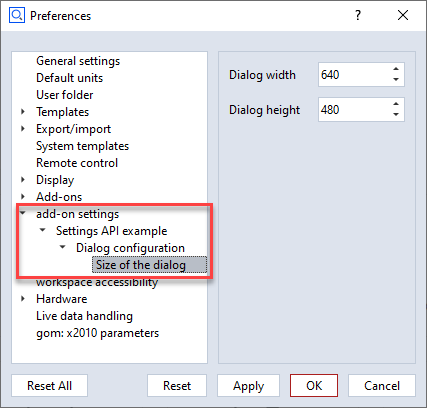 Preferences
General settings
Default units
User folder
Templates
Export/import
System templates
Remote control
Display
Add-ons
add-on settings
Settings API example
Dialog configuration
Size of the dialog
workspace accessibility
Hardware
Live data handling
gom: x2010 parameters
Dialog width 640
Dialog height 480
Reset All Reset Apply OK Cancel